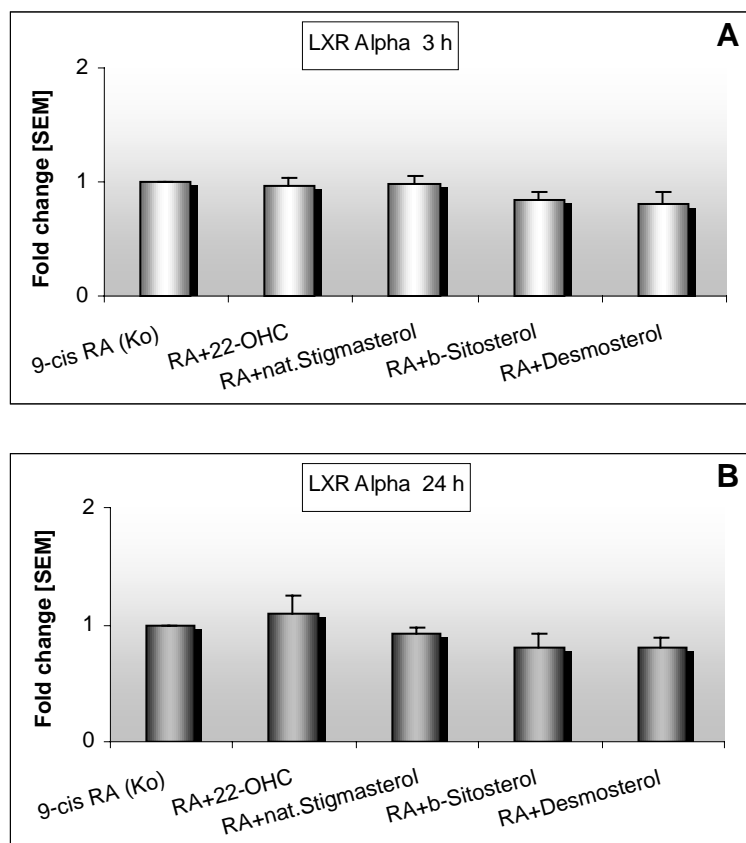 LXR Alpha 3 h
A
Fold change [SEM]
2
1
0
9-cis RA (Ko)
RA+22-OHC
RA+nat.Stigmasterol
RA+b-Sitosterol
RA+Desmosterol
LXR Alpha 24 h
B
Fold change [SEM]
2
1
0
9-cis RA (Ko)
RA+22-OHC
RA+nat.Stigmasterol
RA+b-Sitosterol
RA+Desmosterol